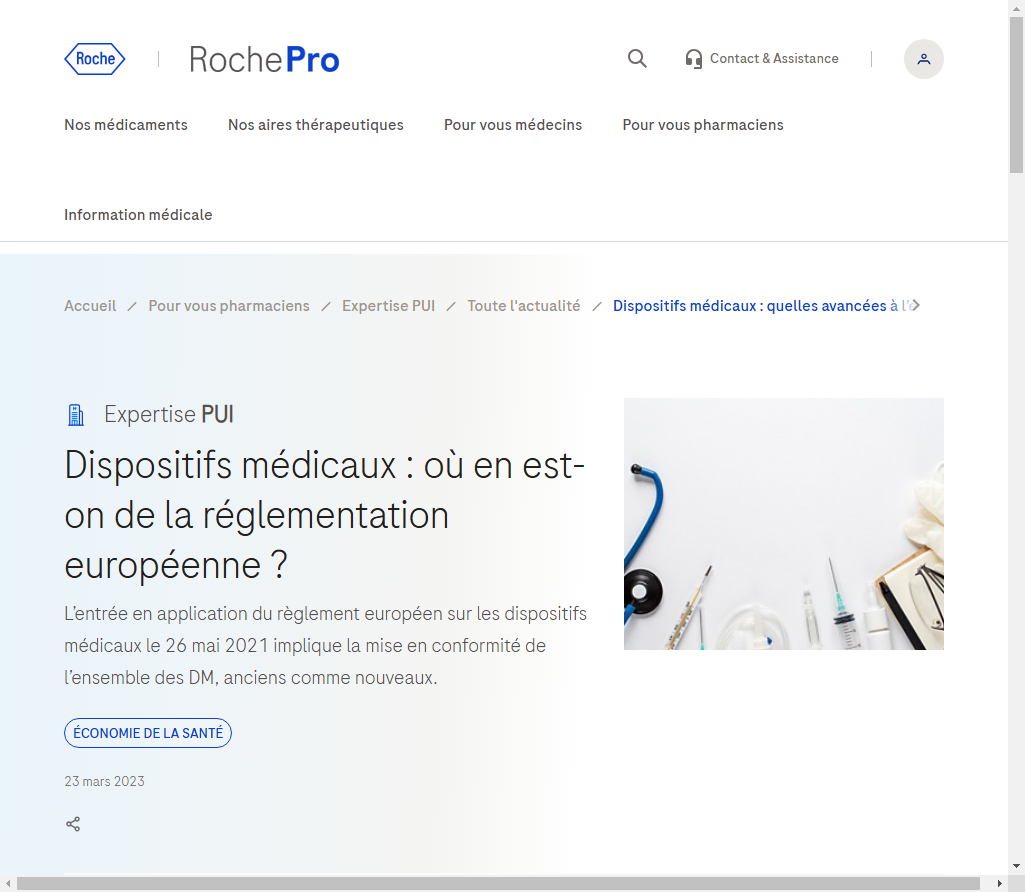 Roche
RochePro
Contact & Assistance
Nos médicaments
Nos aires thérapeutiques
Pour vous médecins
Pour vous pharmaciens
Information médicale
Accueil / Pour vous pharmaciens / Expertise PUI / Toute l'actualité / Dispositifs médicaux : quelles avancées à
Expertise PUI
Dispositifs médicaux : où en est-
on de la réglementation
européenne ?
L’entrée en application du règlement européen sur les dispositifs
médicaux le 26 mai 2021 implique la mise en conformité de
l’ensemble des DM, anciens comme nouveaux.
ÉCONOMIE DE LA SANTÉ
23 mars 2023